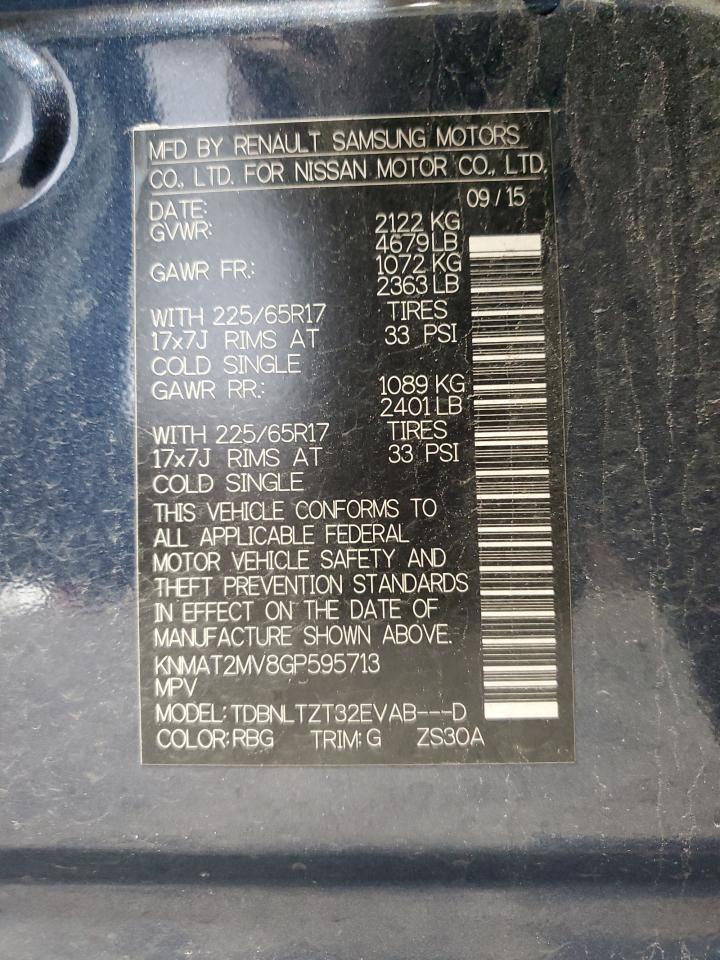 MFD BY RENAULT SAMSUNG MOTORS
CO., LTD. FOR NISSAN MOTOR CO., LTD.
DATE: 09/15
GVWR: 2122 KG
4679 LB
GAWR FR.: 1072 KG
2363 LB
WITH 225/65R17 TIRES
17x7J RIMS AT 33 PSI
COLD SINGLE
GAWR RR.: 1089 KG
2401 LB
WITH 225/65R17 TIRES
17x7J RIMS AT 33 PSI
COLD SINGLE
THIS VEHICLE CONFORMS TO
ALL APPLICABLE FEDERAL
MOTOR VEHICLE SAFETY AND
THEFT PREVENTION STANDARDS
IN EFFECT ON THE DATE OF
MANUFACTURE SHOWN ABOVE.
KNMAT2MV8GP595713
MPV
MODEL: TDBNLTZT32EVAB---D
COLOR: RBG TRIM: G ZS30A